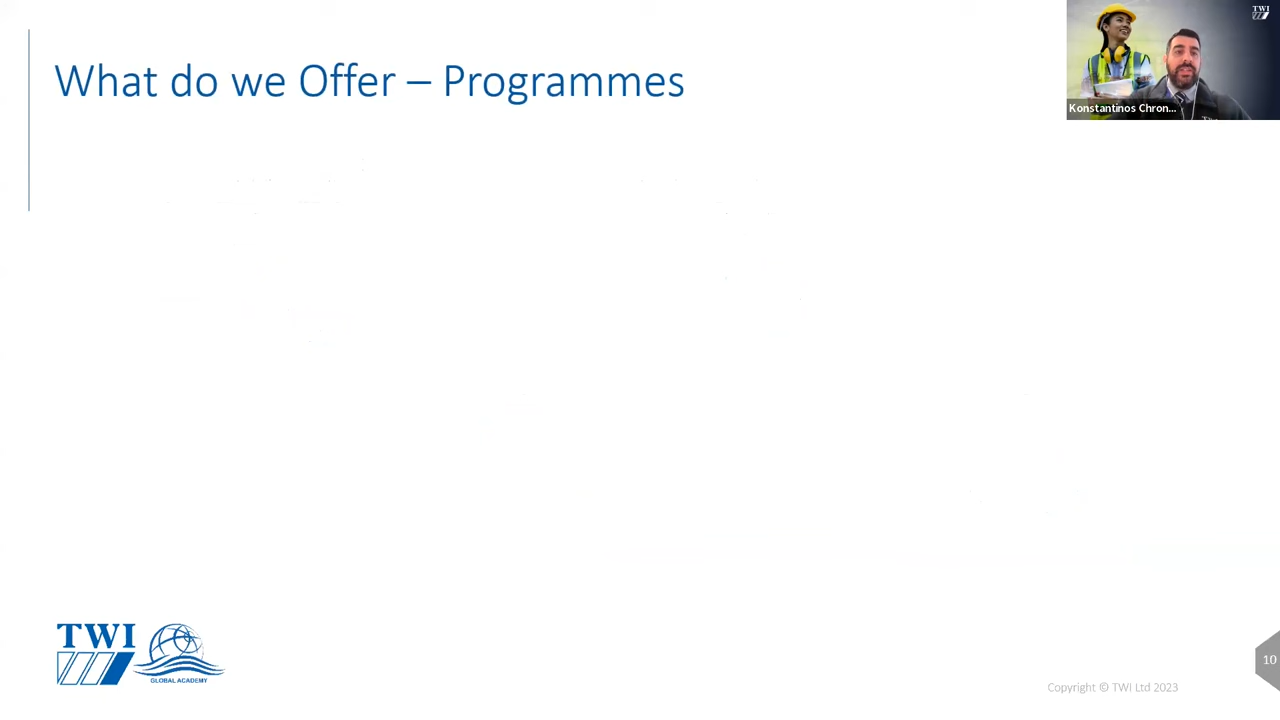 What do we Offer – Programmes
TWI
Konstantinos Chron...
TWI
GLOBAL ACADEMY
Copyright © TWI Ltd 2023
10